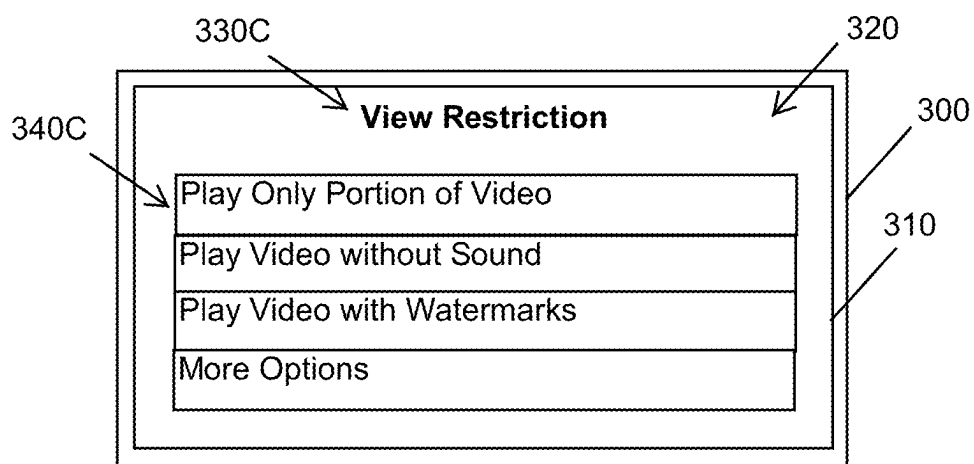 330C
320
View Restriction
300
340C
Play Only Portion of Video
310
Play Video without Sound
Play Video with Watermarks
More Options